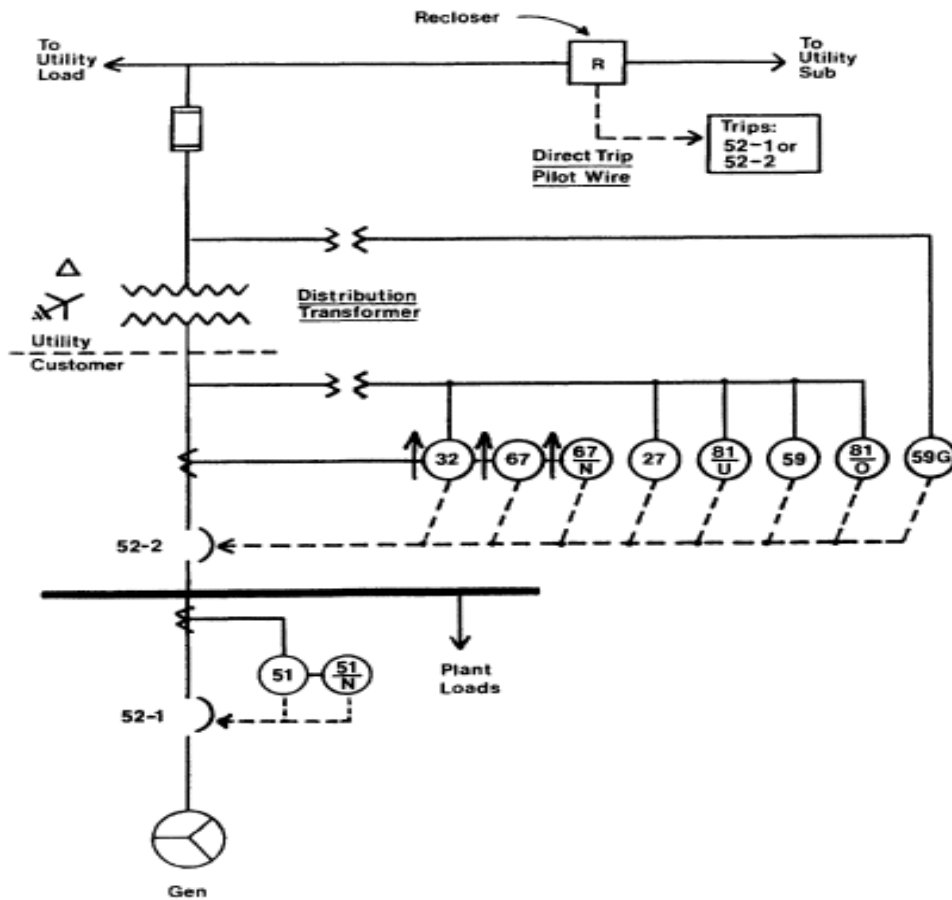 Recloser
To
Utility
Load
R
To
Utility
Sub
Trips:
52-1 or
52-2
Direct Trip
Pilot Wire
Distribution
Transformer
Utility
Customer
32
67
67
N
27
81
U
59
81
O
59G
52-2
51
51
N
Plant
Loads
52-1
Gen